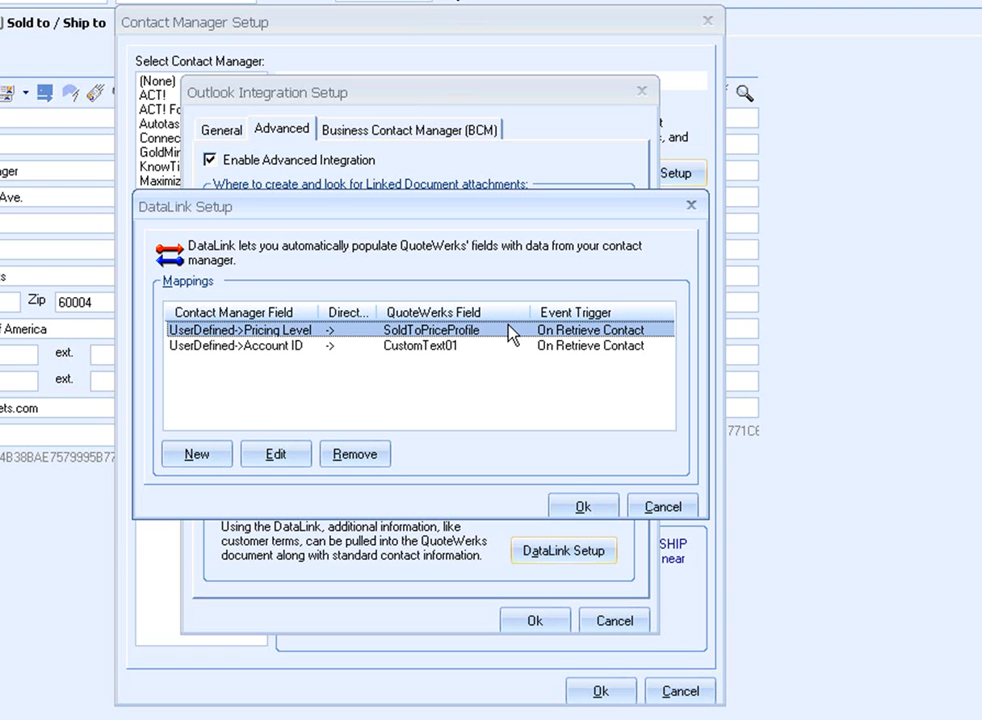 Sold to / Ship to
Contact Manager Setup
Select Contact Manager:
(None)
ACT!
ACT! Fo
Autotas
Connec
GoldMin
KnowTi
Maximiz
Outlook Integration Setup
General
Advanced
Business Contact Manager (BCM)
Enable Advanced Integration
Where to create and look for Linked Document attachments:
, and
Setup
DataLink Setup
DataLink lets you automatically populate QuoteWerks' fields with data from your contact
manager.
Mappings
Contact Manager Field Direct... QuoteWerks Field Event Trigger
UserDefined->Pricing Level -> SoldToPriceProfile On Retrieve Contact
UserDefined->Account ID -> CustomText01 On Retrieve Contact
New Edit Remove
Ok Cancel
Using the DataLink, additional information, like
customer terms, can be pulled into the QuoteWerks
document along with standard contact information.
DataLink Setup
SHIP
near
Ok Cancel
Ok Cancel
ager
Ave.
s
Zip 60004
f America
ext.
ext.
ets.com
4B38BAE7579995B77
771C6